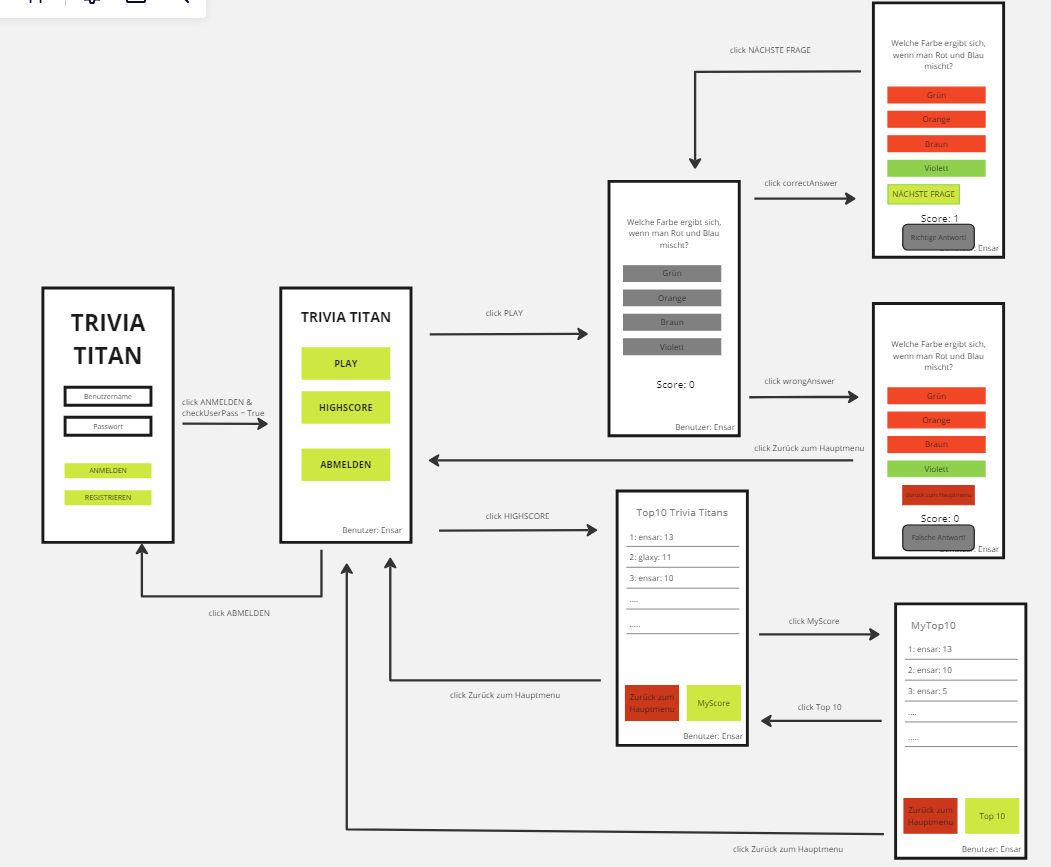 click NÄCHSTE FRAGE
Welche Farbe ergibt sich,
wenn man Rot und Blau
mischt?
Grün
Orange
Braun
Violett
NÄCHSTE FRAGE
Score: 1
Richtige Antwort!
: Ensar
click correctAnswer
Welche Farbe ergibt sich,
wenn man Rot und Blau
mischt?
Grün
Orange
Braun
Violett
Score: 0
Benutzer: Ensar
TRIVIA
TITAN
Benutzername
Passwort
ANMELDEN
REGISTRIEREN
click ANMELDEN &
checkUserPass = True
TRIVIA TITAN
PLAY
HIGHSCORE
ABMELDEN
Benutzer: Ensar
click PLAY
click wrongAnswer
Welche Farbe ergibt sich,
wenn man Rot und Blau
mischt?
Grün
Orange
Braun
Violett
Zurück zum Hauptmenu
Score: 0
Falsche Antwort!
: Ensar
click Zurück zum Hauptmenu
click HIGHSCORE
Top10 Trivia Titans
1: ensar: 13
2: glaxy: 11
3: ensar: 10
....
.....
Zurück zum
Hauptmenu
MyScore
Benutzer: Ensar
click ABMELDEN
click Zurück zum Hauptmenu
click MyScore
click Top 10
MyTop10
1: ensar: 13
2: ensar: 10
3: ensar: 5
....
.....
Zurück zum
Hauptmenu
Top 10
Benutzer: Ensar
click Zurück zum Hauptmenu